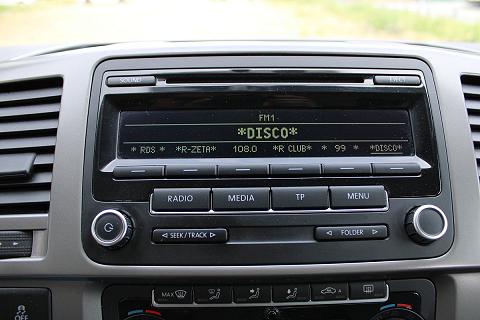 SOUND EJECT
FM1
*DISCO*
* RDS * *R-ZETA* 108.0 *R CLUB* * 99 * *DISCO*
RADIO MEDIA TP MENU
◁ SEEK / TRACK ▷ ◁ FOLDER ▷
MAX A
OFF